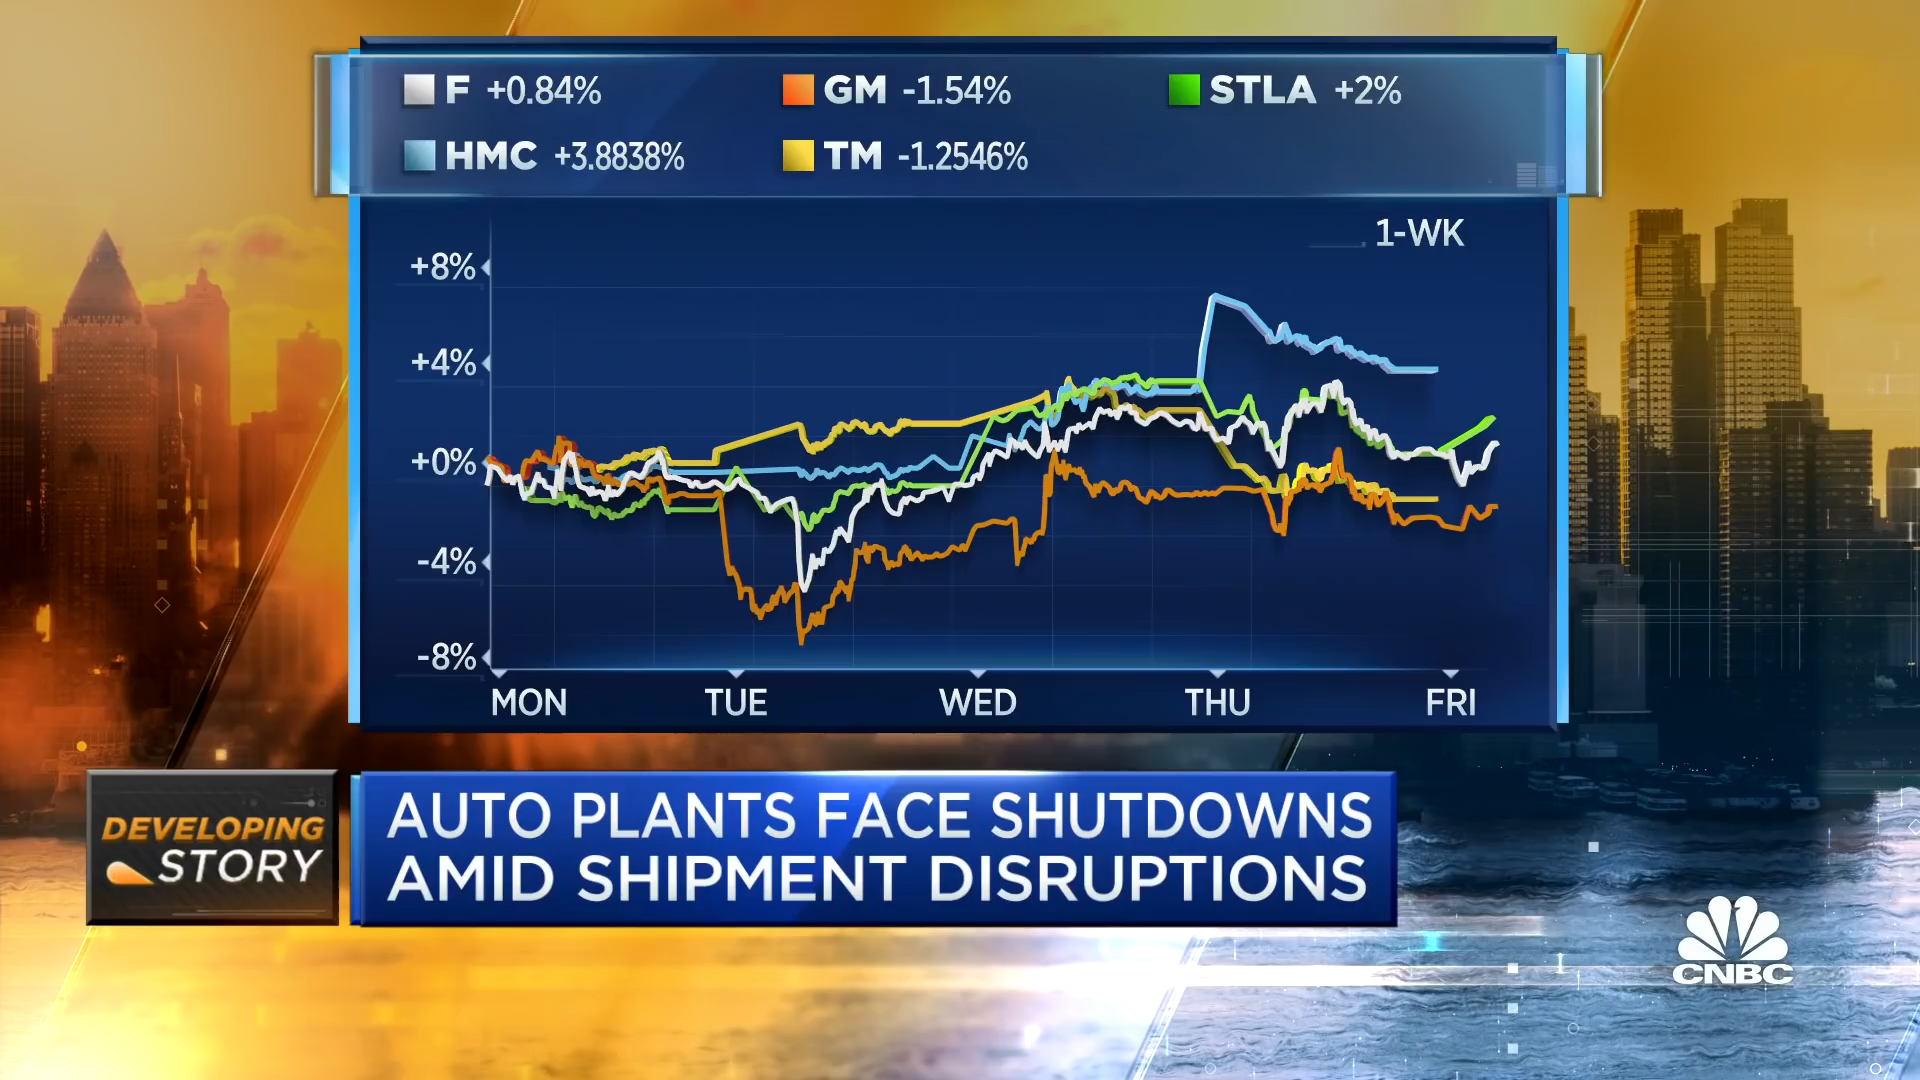 F +0.84%
GM -1.54%
STLA +2%
HMC +3.8838%
TM -1.2546%
1-WK
+8%
+4%
+0%
-4%
-8%
MON TUE WED THU FRI
DEVELOPING
STORY
AUTO PLANTS FACE SHUTDOWNS
AMID SHIPMENT DISRUPTIONS
CNBC